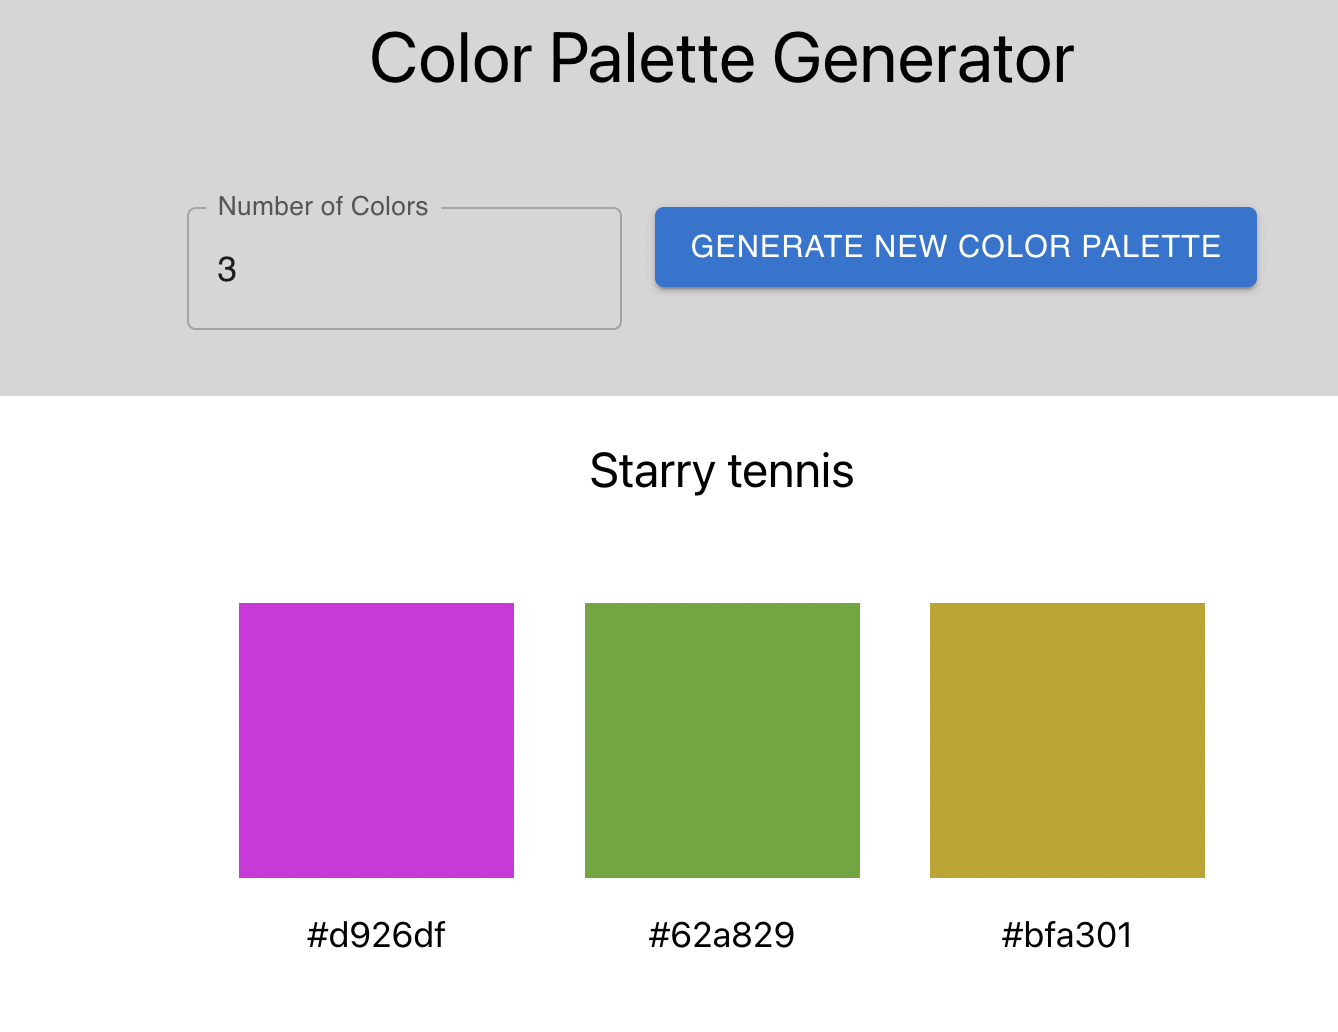 Color Palette Generator
Number of Colors
3
GENERATE NEW COLOR PALETTE
Starry tennis
#d926df
#62a829
#bfa301